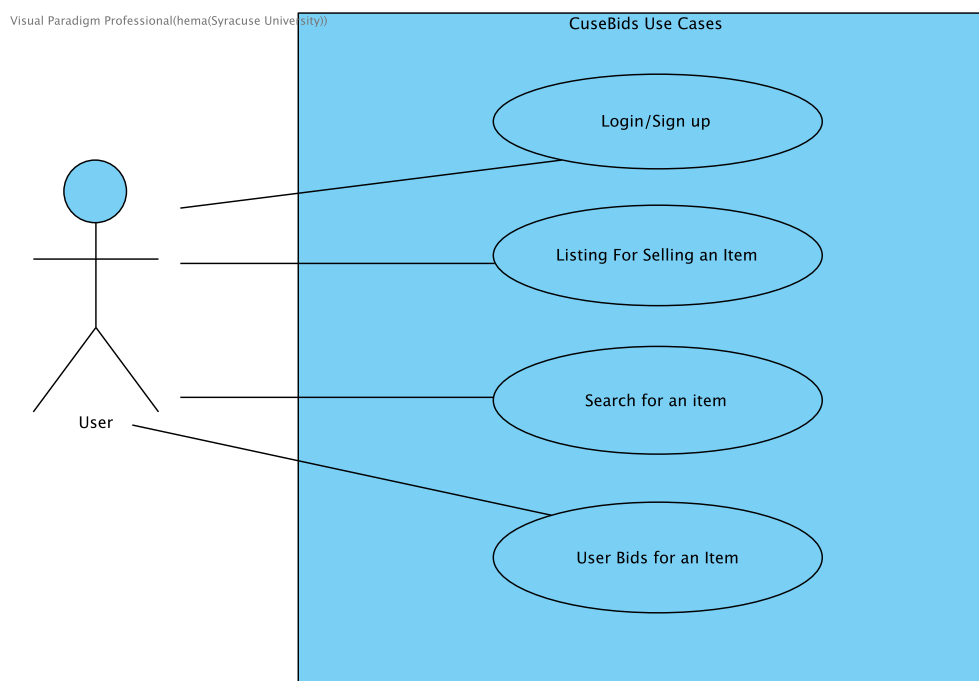 Visual Paradigm Professional(hema(Syracuse University))
CuseBids Use Cases
Login/Sign up
Listing For Selling an Item
Search for an item
User
User Bids for an Item